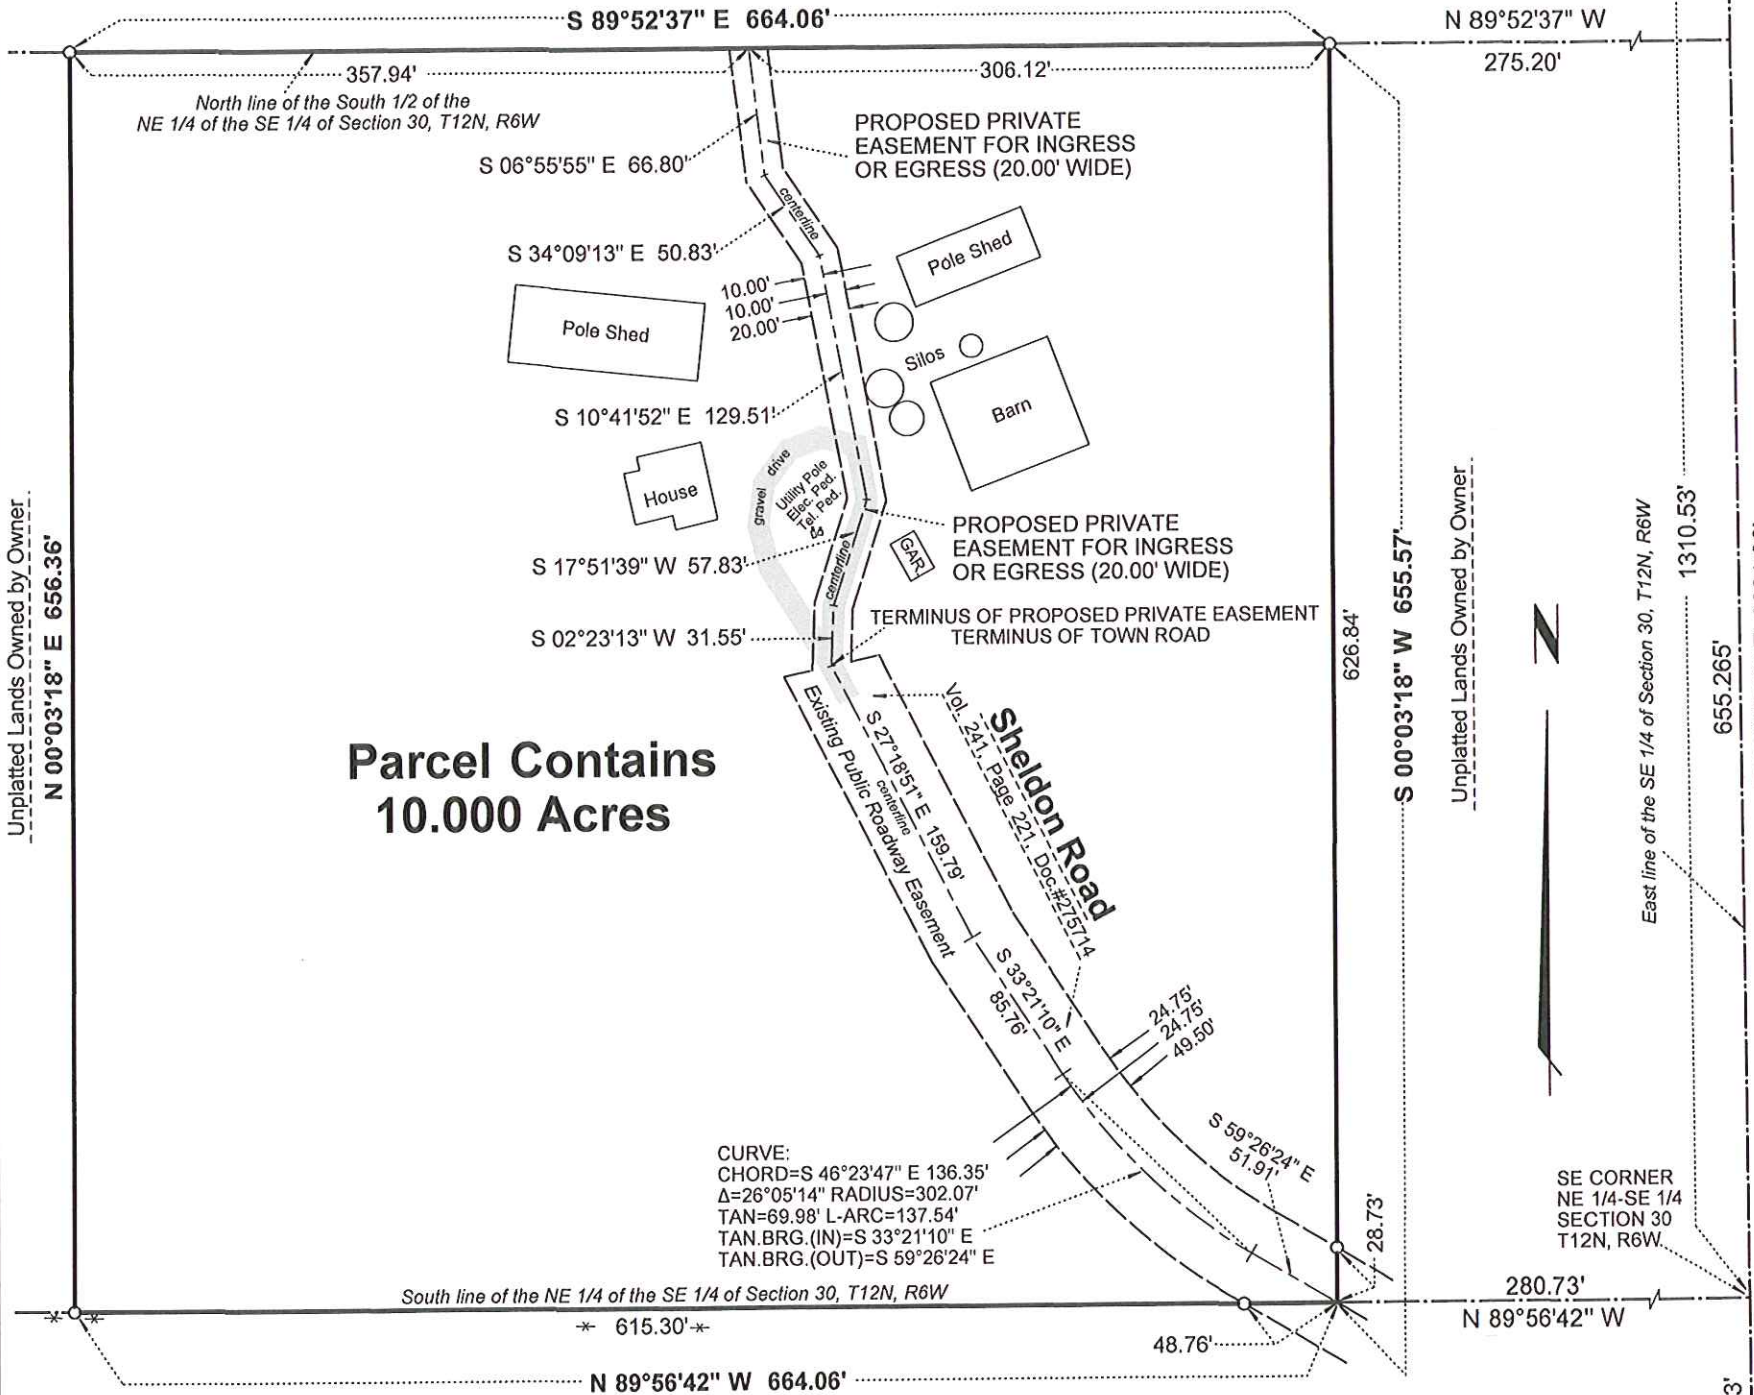 S 89°52'37" E 664.06'
N 89°52'37" W
275.20'
357.94'
306.12'
North line of the South 1/2 of the
NE 1/4 of the SE 1/4 of Section 30, T12N, R6W
PROPOSED PRIVATE
EASEMENT FOR INGRESS
OR EGRESS (20.00' WIDE)
S 06°55'55" E 66.80'
centerline
S 34°09'13" E 50.83'
Pole Shed
10.00'
10.00'
20.00'
Pole Shed
Silos
Barn
S 10°41'52" E 129.51'
gravel drive
Utility Pole
Elec. Ped.
Tel. Ped.
House
PROPOSED PRIVATE
EASEMENT FOR INGRESS
OR EGRESS (20.00' WIDE)
GAR.
S 17°51'39" W 57.83'
centerline
TERMINUS OF PROPOSED PRIVATE EASEMENT
TERMINUS OF TOWN ROAD
S 02°23'13" W 31.55'
Unplatted Lands Owned by Owner
N 00°03'18" E 656.36'
626.84'
S 00°03'18" W 655.57'
Unplatted Lands Owned by Owner
N
East line of the SE 1/4 of Section 30, T12N, R6W
1310.53'
655.265'
Parcel Contains
10.000 Acres
Existing Public Roadway Easement
S 27°18'51" E 159.79'
centerline
Vol. 241, Page 221, Doc.#275714
Sheldon Road
S 33°21'10" E
85.76'
24.75'
24.75'
49.50'
S 59°26'24" E
51.91'
CURVE:
CHORD=S 46°23'47" E 136.35'
Δ=26°05'14" RADIUS=302.07'
TAN=69.98' L-ARC=137.54'
TAN.BRG.(IN)=S 33°21'10" E
TAN.BRG.(OUT)=S 59°26'24" E
28.73'
SE CORNER
NE 1/4-SE 1/4
SECTION 30
T12N, R6W
South line of the NE 1/4 of the SE 1/4 of Section 30, T12N, R6W
280.73'
N 89°56'42" W
615.30'
48.76'
N 89°56'42" W 664.06'
3'